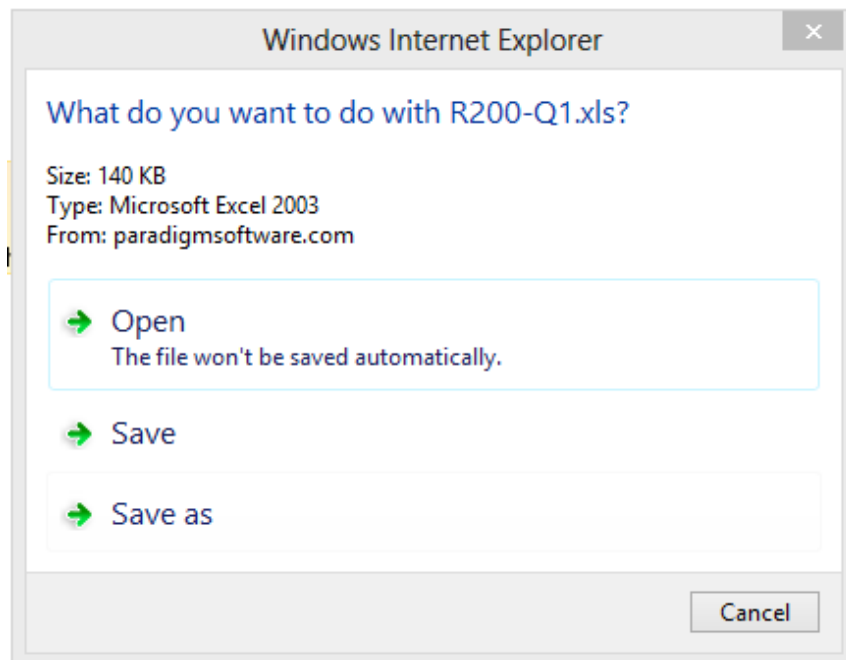 Windows Internet Explorer
What do you want to do with R200-Q1.xls?
Size: 140 KB
Type: Microsoft Excel 2003
From: paradigmsoftware.com
Open
The file won't be saved automatically.
Save
Save as
Cancel